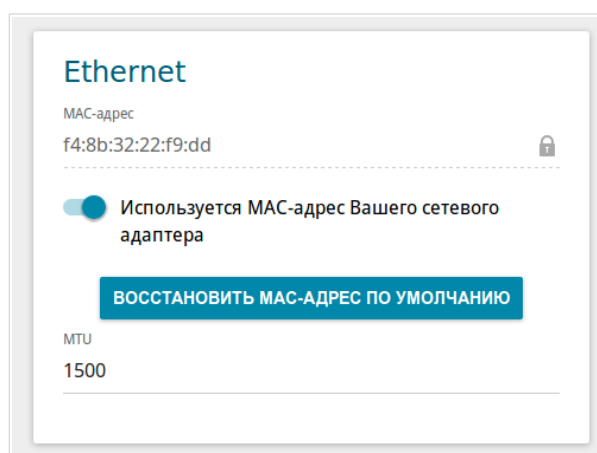 Ethernet
MAC-адрес
f4:8b:32:22:f9:dd
Используется MAC-адрес Вашего сетевого
адаптера
ВОССТАНОВИТЬ MAC-АДРЕС ПО УМОЛЧАНИЮ
MTU
1500